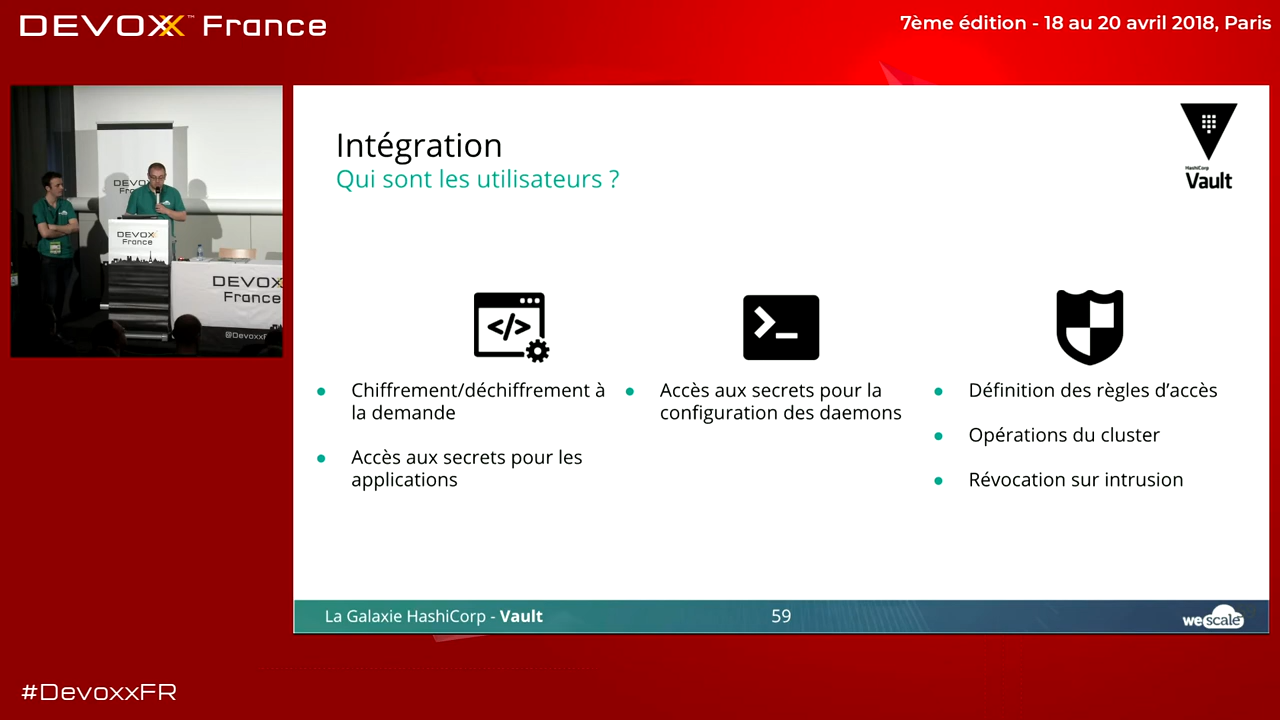 DEVOXX™ France
7ème édition - 18 au 20 avril 2018, Paris
DEVOXX
France
DEVOXX
France
@DevoxxF
Intégration
Qui sont les utilisateurs ?
HashiCorp
Vault
</>
>_
Chiffrement/déchiffrement à
la demande
Accès aux secrets pour les
applications
Accès aux secrets pour la
configuration des daemons
Définition des règles d’accès
Opérations du cluster
Révocation sur intrusion
La Galaxie HashiCorp - Vault
59
wescale
#DevoxxFR